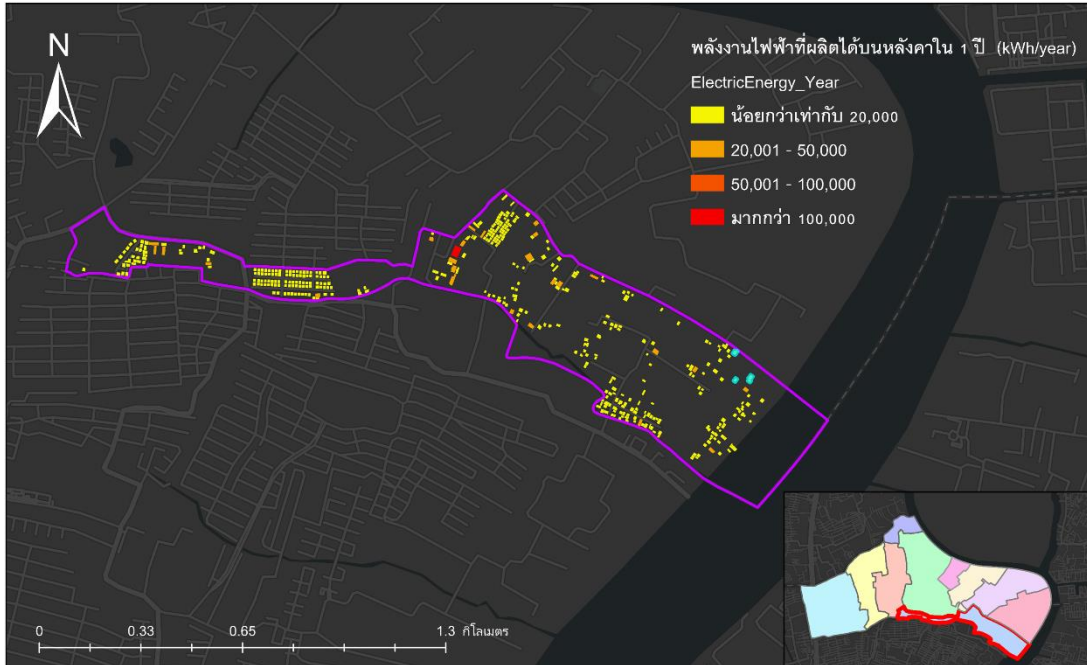 N
พลังงานไฟฟ้าที่ผลิตได้บนหลังคาใน 1 ปี (kWh/year)
ElectricEnergy_Year
น้อยกว่าเท่ากับ 20,000
20,001 - 50,000
50,001 - 100,000
มากกว่า 100,000
0 0.33 0.65 1.3 กิโลเมตร